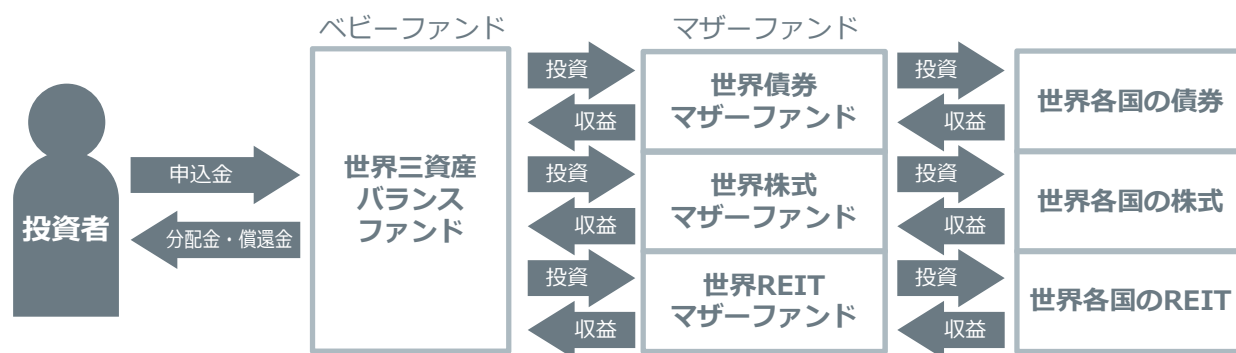 ベビーファンド
マザーファンド
投資者
申込金
分配金・償還金
世界三資産
バランス
ファンド
投資
収益
世界債券
マザーファンド
投資
収益
世界各国の債券
投資
収益
世界株式
マザーファンド
投資
収益
世界各国の株式
投資
収益
世界REIT
マザーファンド
投資
収益
世界各国のREIT